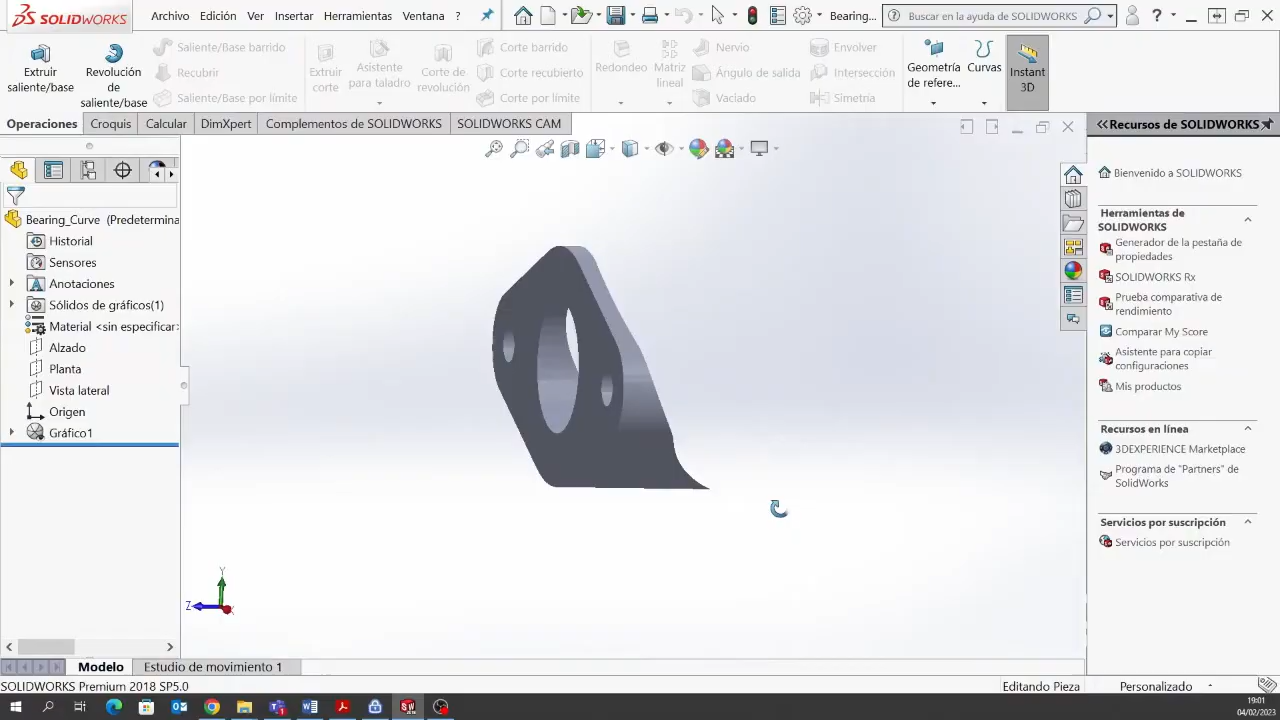 SOLIDWORKS
Archivo Edición Ver Insertar Herramientas Ventana ?
Bearing...
Buscar en la ayuda de SOLIDWORKS
?
Extruir saliente/base
Revolución de saliente/base
Saliente/Base barrido
Recubrir
Saliente/Base por límite
Extruir corte
Asistente para taladro
Corte de revolución
Corte barrido
Corte recubierto
Corte por límite
Redondeo
Matriz lineal
Nervio
Ángulo de salida
Vaciado
Envolver
Intersección
Simetría
Geometría de refere...
Curvas
Instant 3D
Operaciones Croquis Calcular DimXpert Complementos de SOLIDWORKS SOLIDWORKS CAM
Recursos de SOLIDWORKS
Bearing_Curve (Predetermina
Historial
Sensores
Anotaciones
Sólidos de gráficos(1)
Material <sin especificar>
Alzado
Planta
Vista lateral
Origen
Gráfico1
Y
Z
Bienvenido a SOLIDWORKS
Herramientas de
SOLIDWORKS
Generador de la pestaña de
propiedades
SOLIDWORKS Rx
Prueba comparativa de
rendimiento
Comparar My Score
Asistente para copiar
configuraciones
Mis productos
Recursos en línea
3DEXPERIENCE Marketplace
Programa de "Partners" de
SolidWorks
Servicios por suscripción
Servicios por suscripción
Modelo Estudio de movimiento 1
SOLIDWORKS Premium 2018 SP5.0
Editando Pieza
Personalizado
19:01
04/02/2023